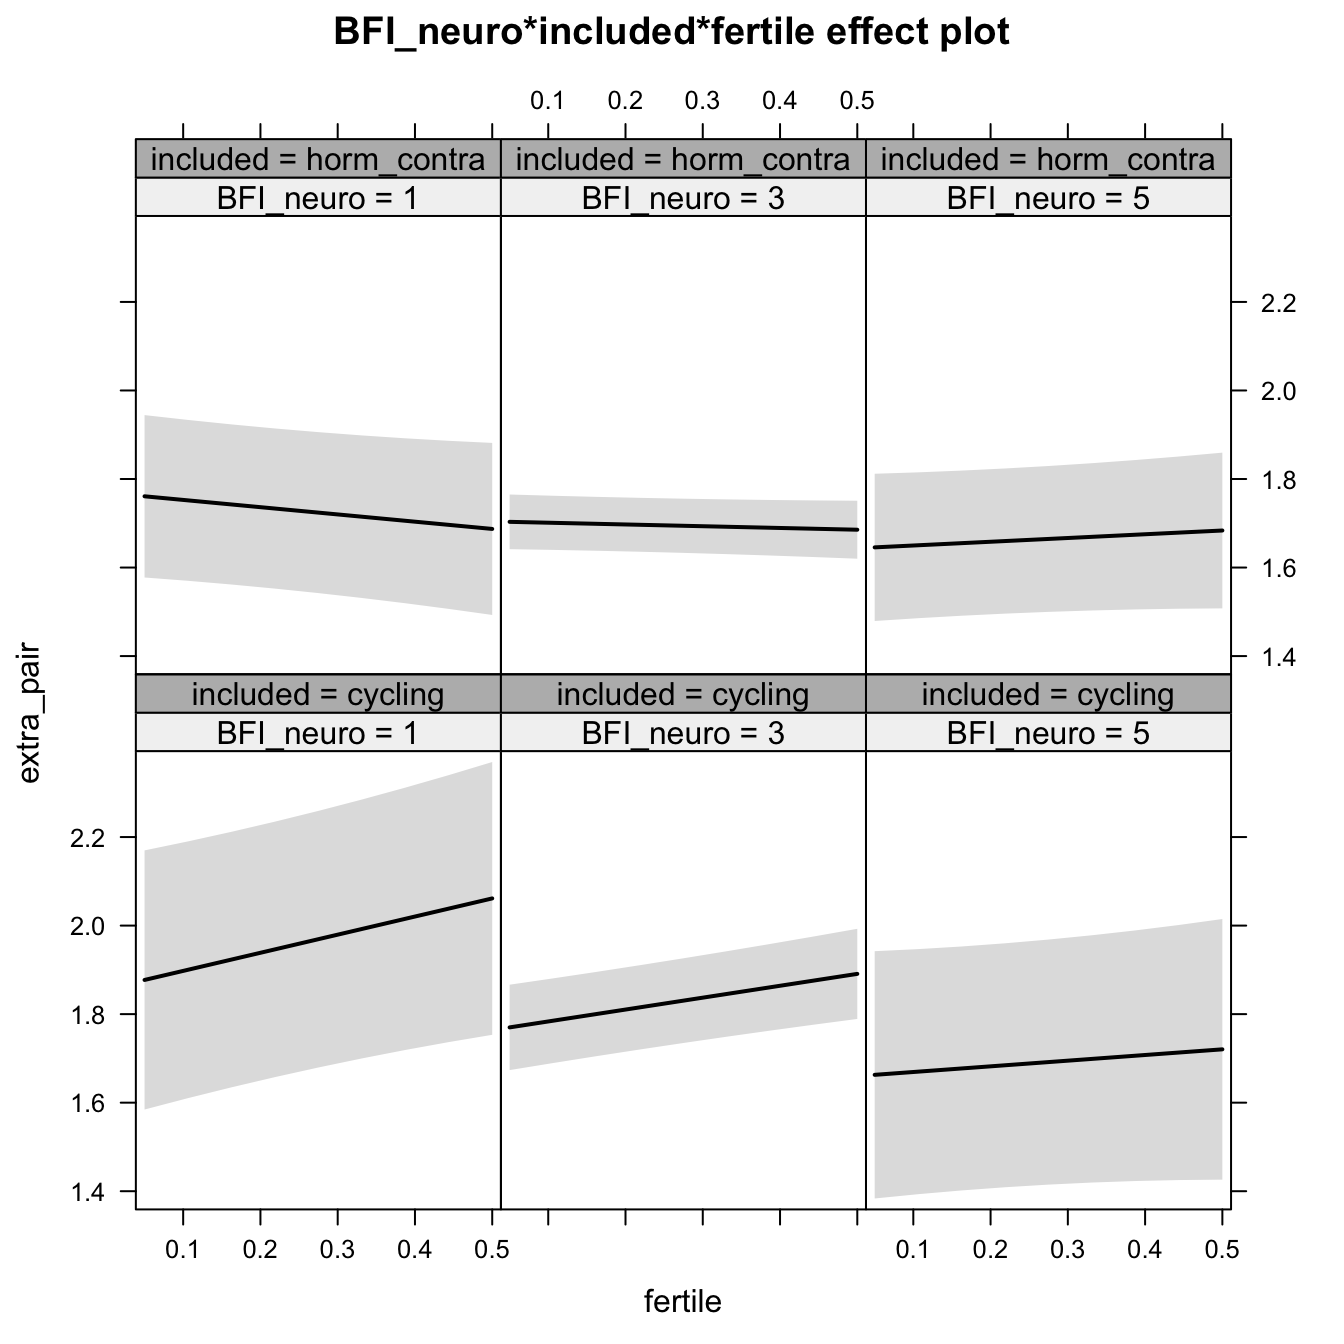 BFI_neuro*included*fertile effect plot
0.1 0.2 0.3 0.4 0.5
included = horm_contra included = horm_contra included = horm_contra
BFI_neuro = 1 BFI_neuro = 3 BFI_neuro = 5
2.2
2.0
1.8
1.6
1.4
extra_pair
included = cycling included = cycling included = cycling
BFI_neuro = 1 BFI_neuro = 3 BFI_neuro = 5
2.2
2.0
1.8
1.6
1.4
0.1 0.2 0.3 0.4 0.5 0.1 0.2 0.3 0.4 0.5
fertile